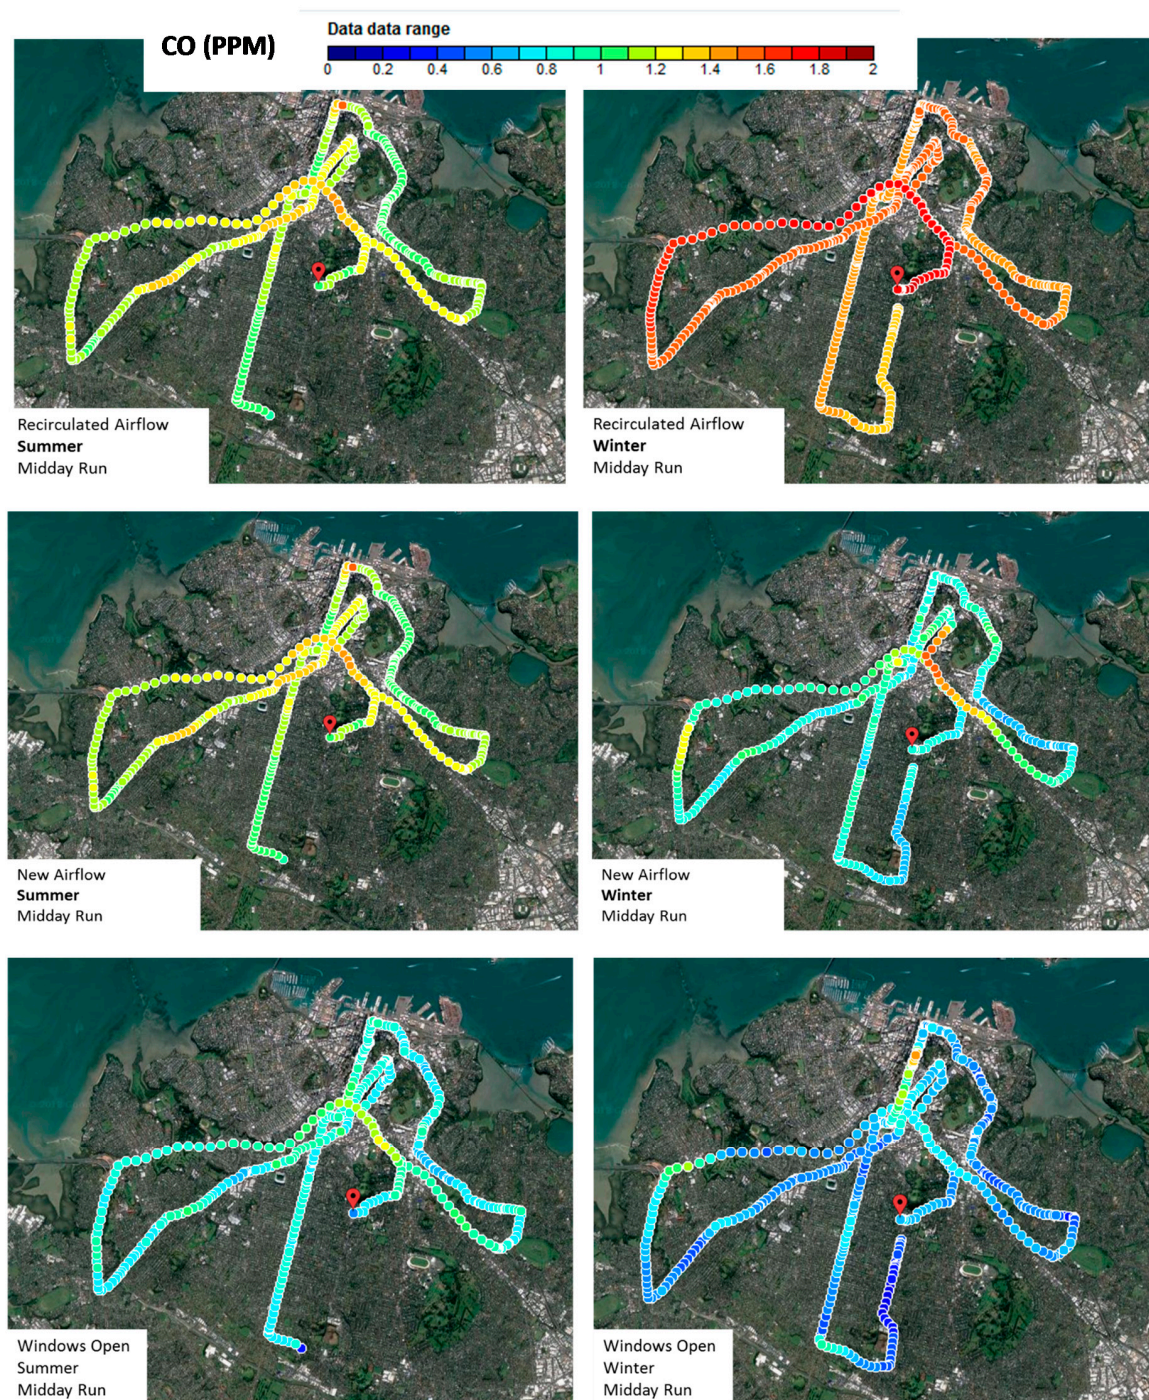 CO (PPM)
Data data range
0 0.2 0.4 0.6 0.8 1 1.2 1.4 1.6 1.8 2
Recirculated Airflow
Summer
Midday Run
Recirculated Airflow
Winter
Midday Run
New Airflow
Summer
Midday Run
New Airflow
Winter
Midday Run
Windows Open
Summer
Midday Run
Windows Open
Winter
Midday Run